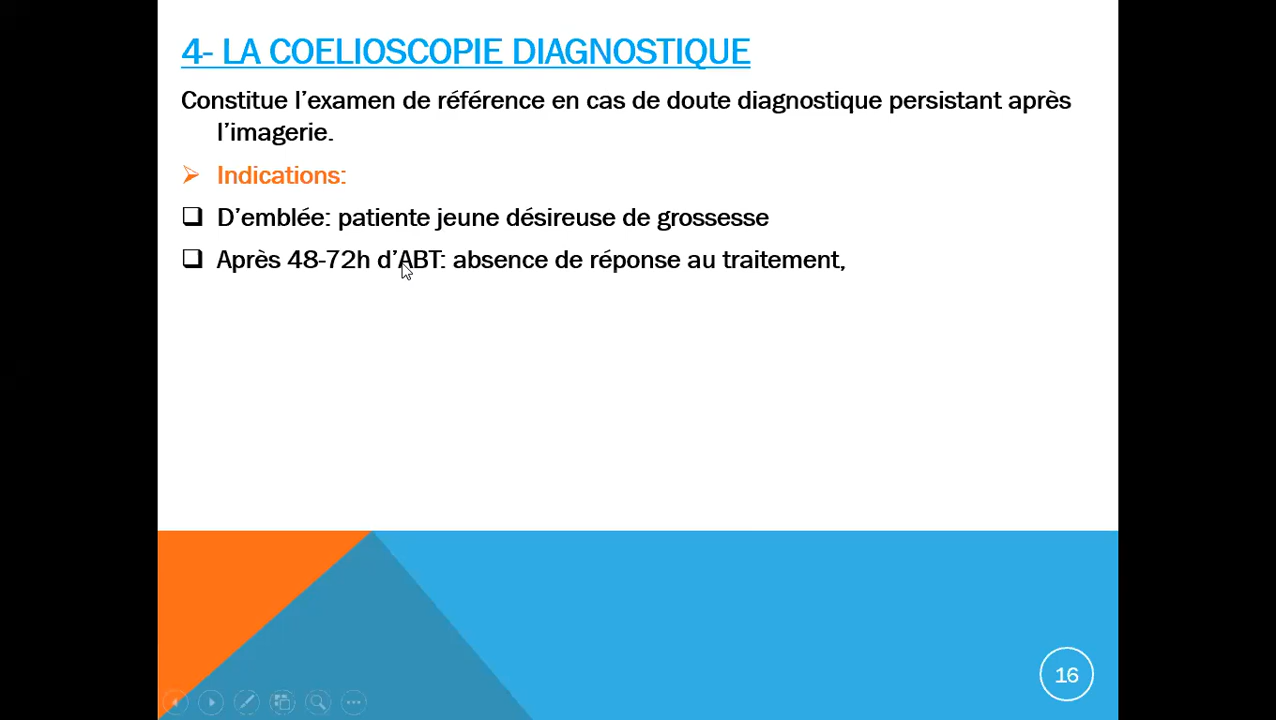 4- LA COELIOSCOPIE DIAGNOSTIQUE
Constitue l’examen de référence en cas de doute diagnostique persistant après
l’imagerie.
Indications:
D’emblée: patiente jeune désireuse de grossesse
Après 48-72h d’ABT: absence de réponse au traitement,
16